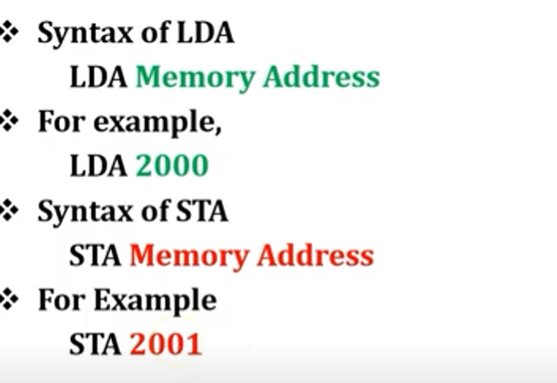 ❖ Syntax of LDA
LDA Memory Address
❖ For example,
LDA 2000
❖ Syntax of STA
STA Memory Address
❖ For Example
STA 2001